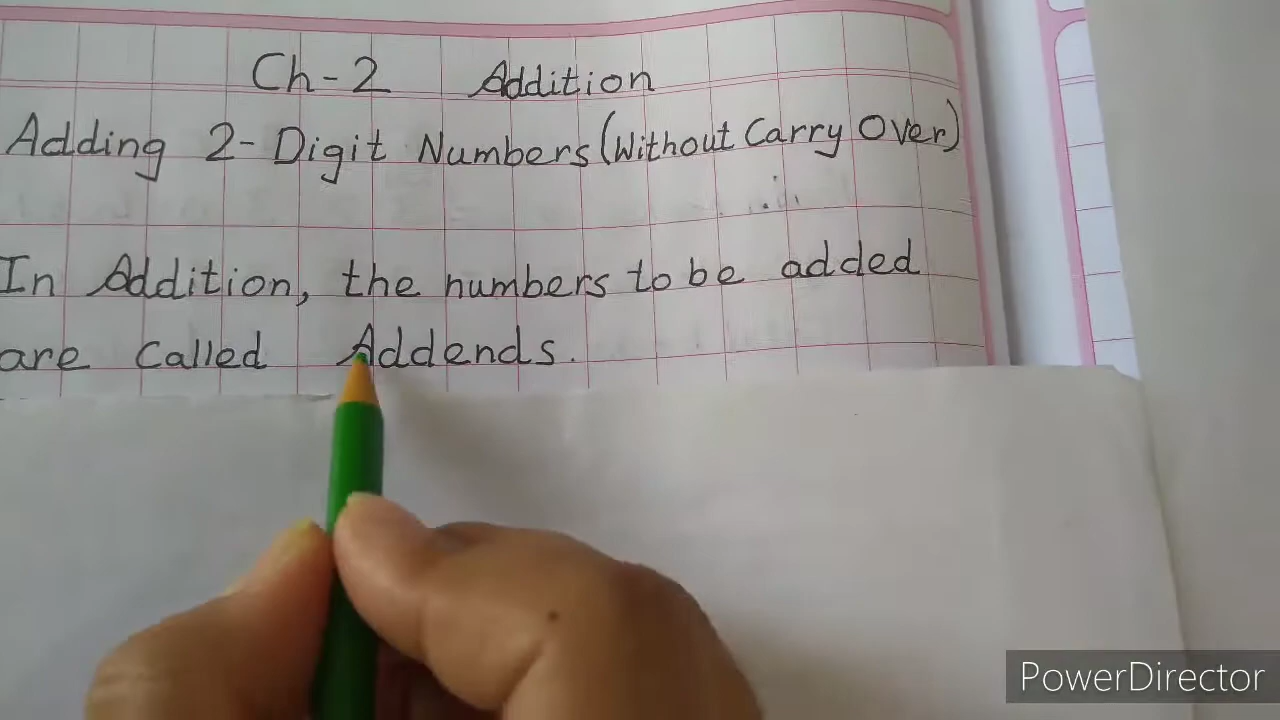 Ch-2 Addition
Adding 2-Digit Numbers (Without Carry Over)
In Addition, the numbers to be added
are called Addends.
PowerDirector